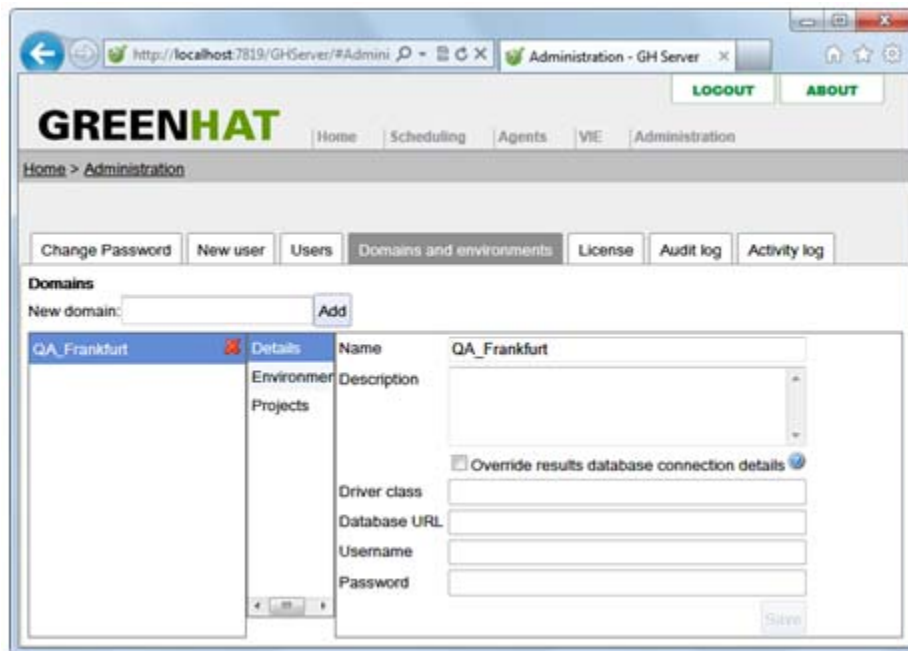 http://localhost:7819/GHServer/#Admini
Administration - GH Server
LOGOUT
ABOUT
GREENHAT
Home
Scheduling
Agents
VIE
Administration
Home > Administration
Change Password
New user
Users
Domains and environments
License
Audit log
Activity log
Domains
New domain:
Add
QA_Frankfurt
Details
Environmer
Projects
Name
QA_Frankfurt
Description
Override results database connection details
Driver class
Database URL
Username
Password
Save